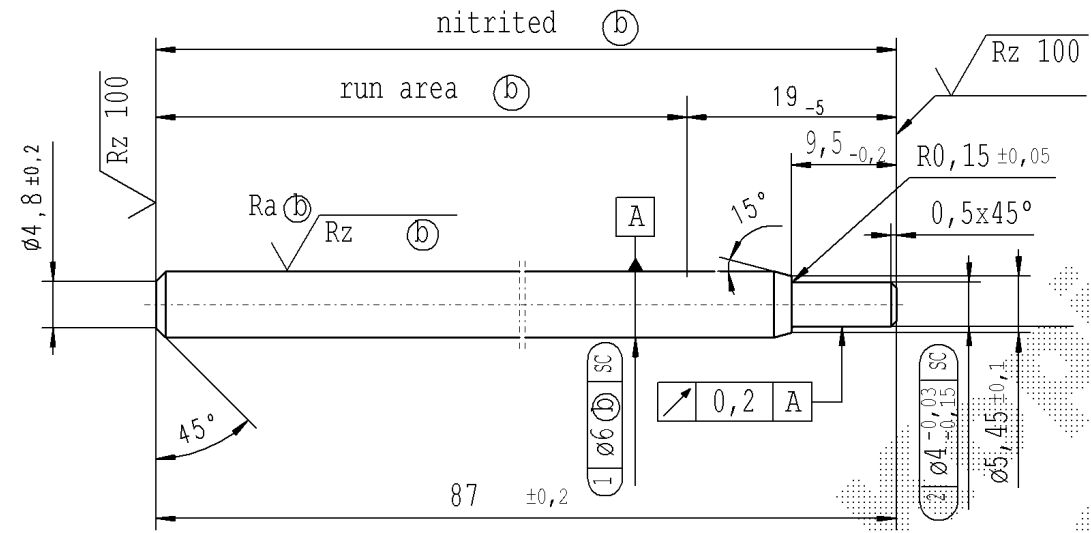 nitrited b
Rz 100
run area b
19 -5
Rz 100
9,5 -0,2
R0,15 ±0,05
ø4,8 ±0,2
Ra b
Rz b
A
15°
0,5x45°
45°
1 ø6 b SC
0,2 A
2 ø4 -0,03 -0,15 SC
ø5,45 ±0,1
87 ±0,2